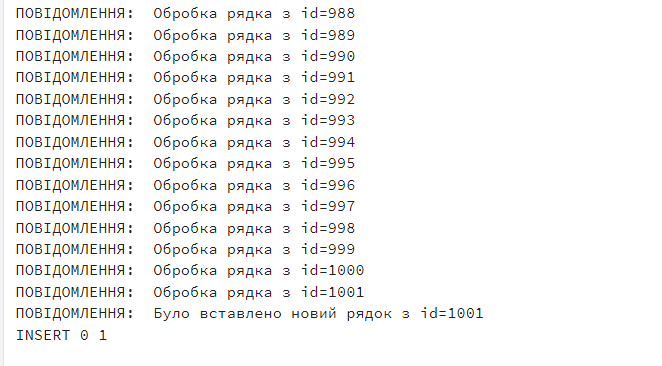 ПОВІДОМЛЕННЯ:  Обробка рядка з id=988
ПОВІДОМЛЕННЯ:  Обробка рядка з id=989
ПОВІДОМЛЕННЯ:  Обробка рядка з id=990
ПОВІДОМЛЕННЯ:  Обробка рядка з id=991
ПОВІДОМЛЕННЯ:  Обробка рядка з id=992
ПОВІДОМЛЕННЯ:  Обробка рядка з id=993
ПОВІДОМЛЕННЯ:  Обробка рядка з id=994
ПОВІДОМЛЕННЯ:  Обробка рядка з id=995
ПОВІДОМЛЕННЯ:  Обробка рядка з id=996
ПОВІДОМЛЕННЯ:  Обробка рядка з id=997
ПОВІДОМЛЕННЯ:  Обробка рядка з id=998
ПОВІДОМЛЕННЯ:  Обробка рядка з id=999
ПОВІДОМЛЕННЯ:  Обробка рядка з id=1000
ПОВІДОМЛЕННЯ:  Обробка рядка з id=1001
ПОВІДОМЛЕННЯ:  Було вставлено новий рядок з id=1001
INSERT 0 1